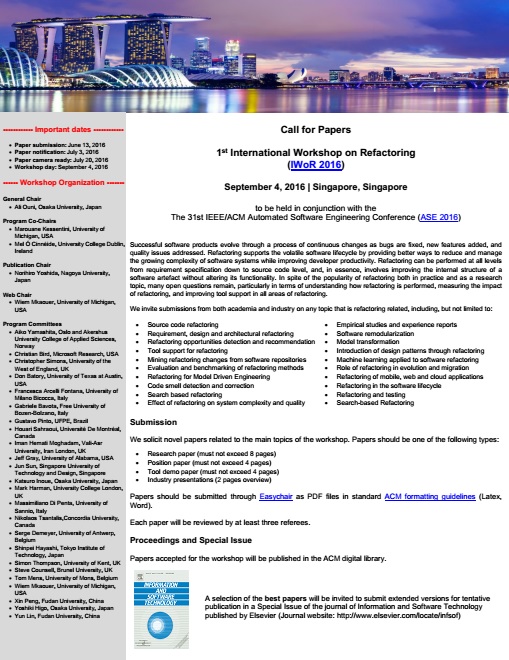 ------------ Important dates ------------
Paper submission: June 13, 2016
Paper notification: July 3, 2016
Paper camera ready: July 20, 2016
Workshop day: September 4, 2016
------ Workshop Organization -------
General Chair
Ali Ouni, Osaka University, Japan
Program Co-Chairs
Marouane Kessentini, University of
Michigan, USA
Mel Ó Cinnéide, University College Dublin,
Ireland
Publication Chair
Norihiro Yoshida, Nagoya University,
Japan
Web Chair
Wiem Mkaouer, University of Michigan,
USA
Program Committees
Aiko Yamashita, Oslo and Akershus
University College of Applied Sciences,
Norway
Christian Bird, Microsoft Research, USA
Christopher Simons, University of the
West of England, UK
Don Batory, University of Texas at Austin,
USA
Francesca Arcelli Fontana, University of
Milano Bicocca, Italy
Gabriele Bavota, Free University of
Bozen-Bolzano, Italy
Gustavo Pinto, UFPE, Brazil
Houari Sahraoui, Université De Montréal,
Canada
Iman Hemati Moghadam, Vali-Asr
University, Iran London, UK
Jeff Gray, University of Alabama, USA
Jun Sun, Singapore University of
Technology and Design, Singapore
Katsuro Inoue, Osaka University, Japan
Mark Harman, University College London,
UK
Massimiliano Di Penta, University of
Sannio, Italy
Nikolaos Tsantalis,Concordia University,
Canada
Serge Demeyer, University of Antwerp,
Belgium
Shinpei Hayashi, Tokyo Institute of
Technology, Japan
Simon Thompson, University of Kent, UK
Steve Counsell, Brunel University, UK
Tom Mens, University of Mons, Belgium
Wiem Mkaouer, University of Michigan,
USA
Xin Peng, Fudan University, China
Yoshiki Higo, Osaka University, Japan
Yun Lin, Fudan University, China
Call for Papers
1st International Workshop on Refactoring
(IWoR 2016)
September 4, 2016 | Singapore, Singapore
to be held in conjunction with the
The 31st IEEE/ACM Automated Software Engineering Conference (ASE 2016)
Successful software products evolve through a process of continuous changes as bugs are fixed, new features added, and
quality issues addressed. Refactoring supports the volatile software lifecycle by providing better ways to reduce and manage
the growing complexity of software systems while improving developer productivity. Refactoring can be performed at all levels
from requirement specification down to source code level, and, in essence, involves improving the internal structure of a
software artefact without altering its functionality. In spite of the popularity of refactoring both in practice and as a research
topic, many open questions remain, particularly in terms of understanding how refactoring is performed, measuring the impact
of refactoring, and improving tool support in all areas of refactoring.
We invite submissions from both academia and industry on any topic that is refactoring related, including, but not limited to:
Source code refactoring
Requirement, design and architectural refactoring
Refactoring opportunities detection and recommendation
Tool support for refactoring
Mining refactoring changes from software repositories
Evaluation and benchmarking of refactoring methods
Refactoring for Model Driven Engineering
Code smell detection and correction
Search based refactoring
Effect of refactoring on system complexity and quality
Empirical studies and experience reports
Software remodularization
Model transformation
Introduction of design patterns through refactoring
Machine learning applied to software refactoring
Role of refactoring in evolution and migration
Refactoring of mobile, web and cloud applications
Refactoring in the software lifecycle
Refactoring and testing
Search-based Refactoring
Submission
We solicit novel papers related to the main topics of the workshop. Papers should be one of the following types:
Research paper (must not exceed 8 pages)
Position paper (must not exceed 4 pages)
Tool demo paper (must not exceed 4 pages)
Industry presentations (2 pages overview)
Papers should be submitted through Easychair as PDF files in standard ACM formatting guidelines (Latex,
Word).
Each paper will be reviewed by at least three referees.
Proceedings and Special Issue
Papers accepted for the workshop will be published in the ACM digital library.
INFORMATION
AND
SOFTWARE
TECHNOLOGY
A selection of the best papers will be invited to submit extended versions for tentative
publication in a Special Issue of the journal of Information and Software Technology
published by Elsevier (Journal website: http://www.elsevier.com/locate/infsof)